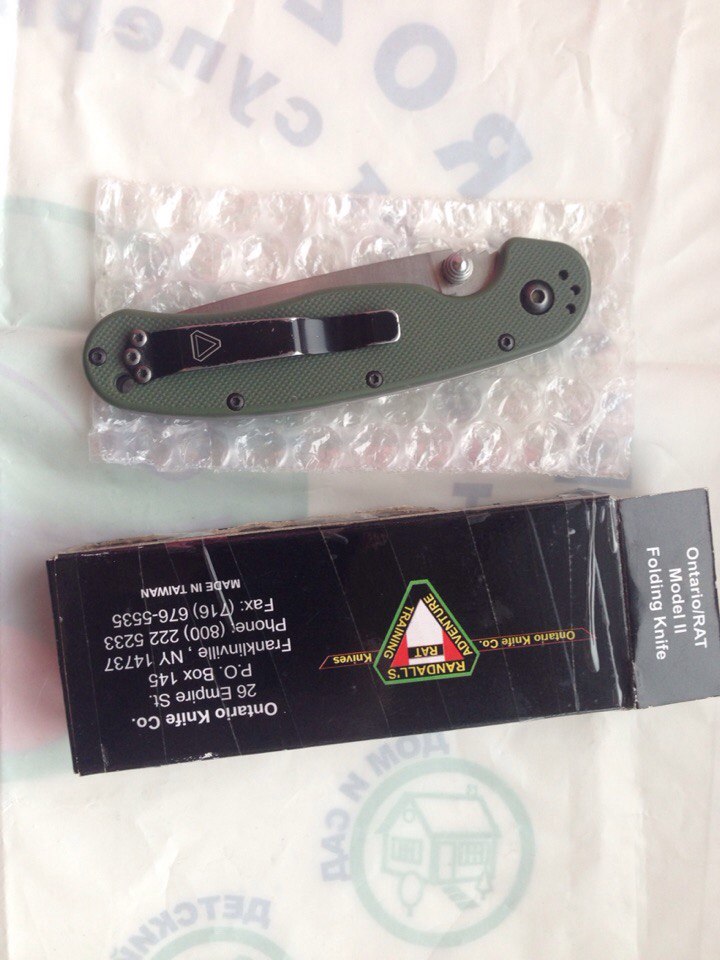 Ontario/RAT
Model II
Folding Knife
Ontario Knife Co.
Knives
RANDALL'S
ADVENTURE
TRAINING
RAT
Ontario Knife Co.
26 Empire St.
P.O. Box 145
Franklinville , NY 14737
Phone: (800) 222 5233
Fax: (716) 676-5535
MADE IN TAIWAN
супер
ДОМ И САД
ДЕТСКИЙ